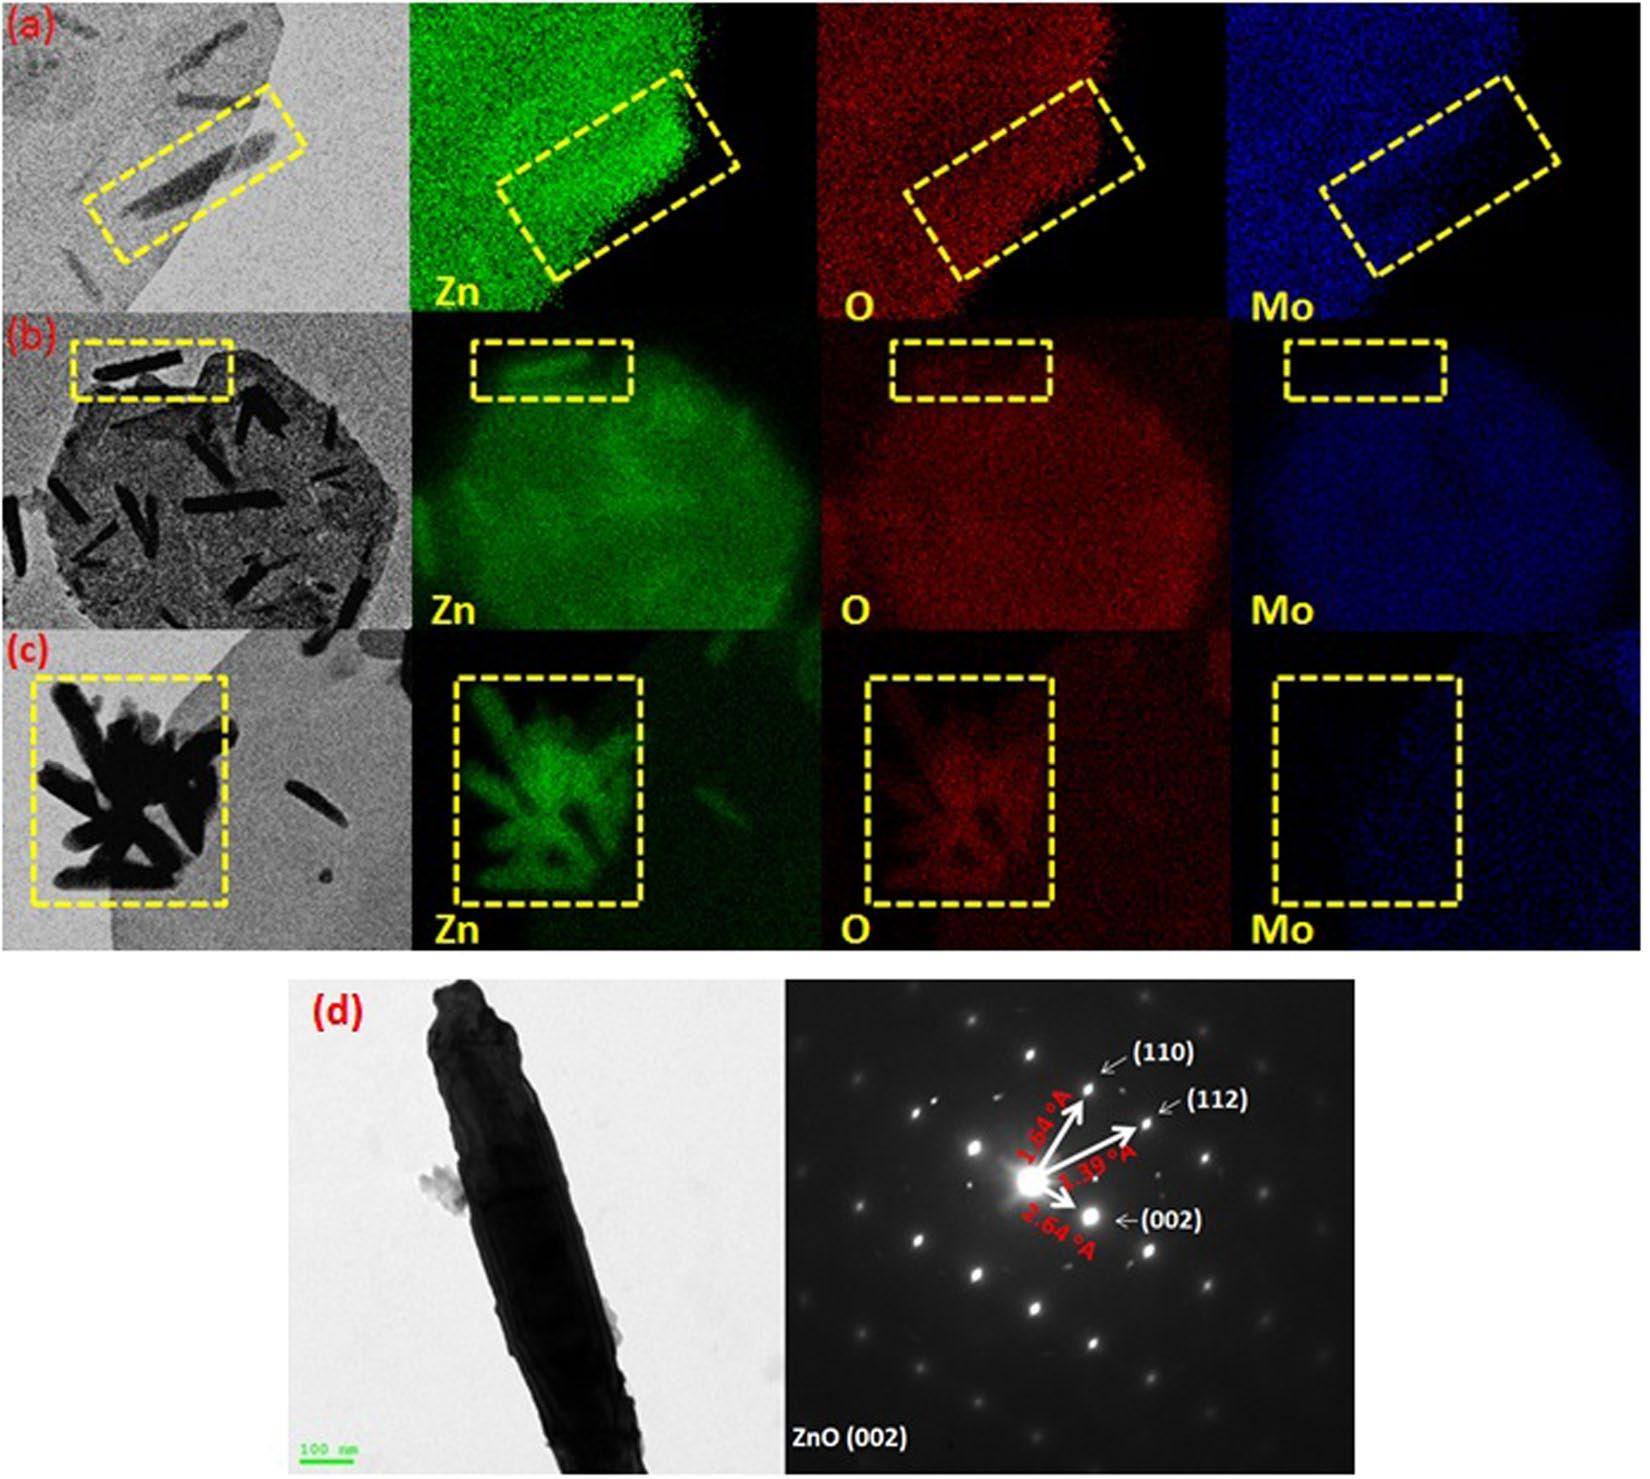 (a)
Zn
O
Mo
(b)
Zn
O
Mo
(c)
Zn
O
Mo
(d)
100 nm
(110)
(112)
1.64 °A
1.39 °A
2.64 °A
(002)
ZnO (002)